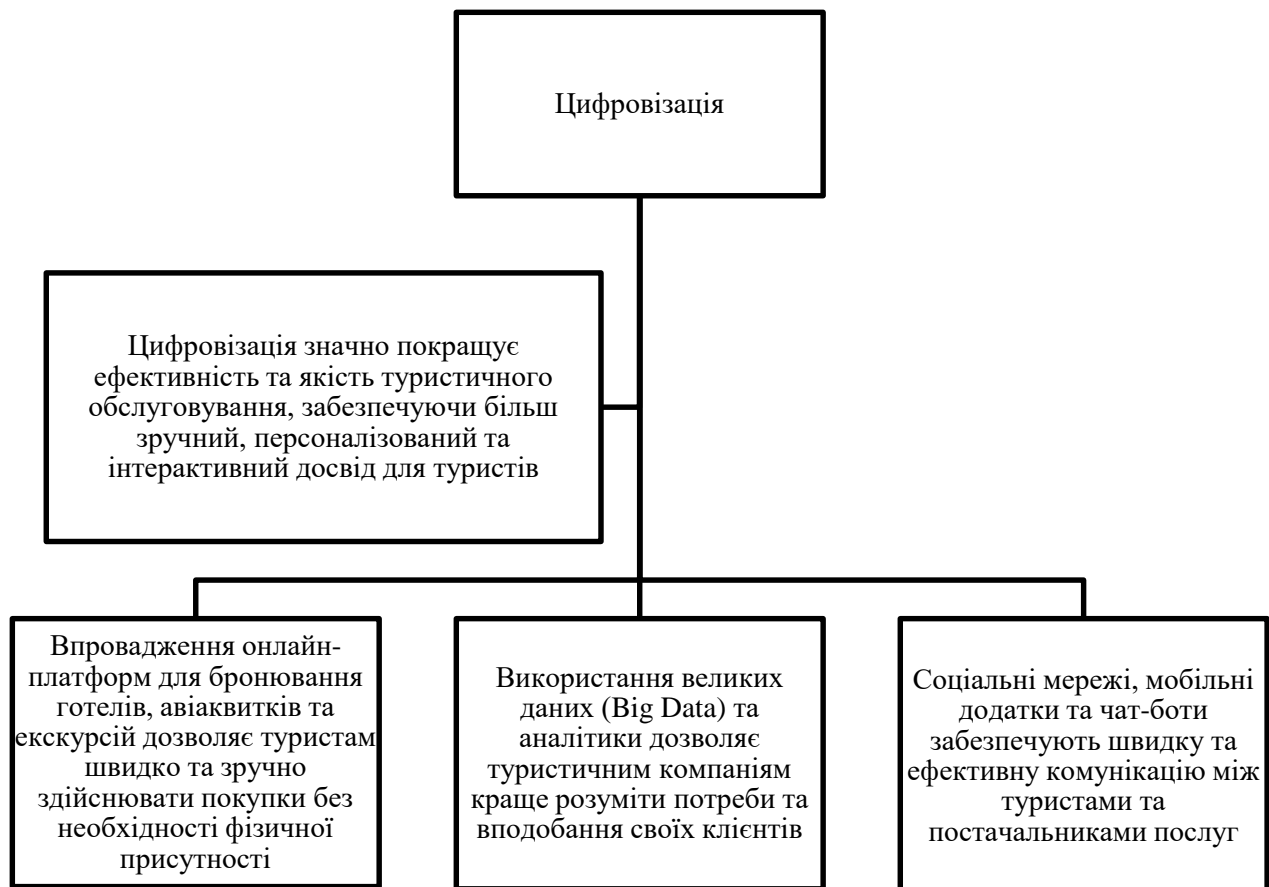 Цифровізація
Цифровізація значно покращує
ефективність та якість туристичного
обслуговування, забезпечуючи більш
зручний, персоналізований та
інтерактивний досвід для туристів
Впровадження онлайн-
платформ для бронювання
готелів, авіаквитків та
екскурсій дозволяє туристам
швидко та зручно
здійснювати покупки без
необхідності фізичної
присутності
Використання великих
даних (Big Data) та
аналітики дозволяє
туристичним компаніям
краще розуміти потреби та
вподобання своїх клієнтів
Соціальні мережі, мобільні
додатки та чат-боти
забезпечують швидку та
ефективну комунікацію між
туристами та
постачальниками послуг